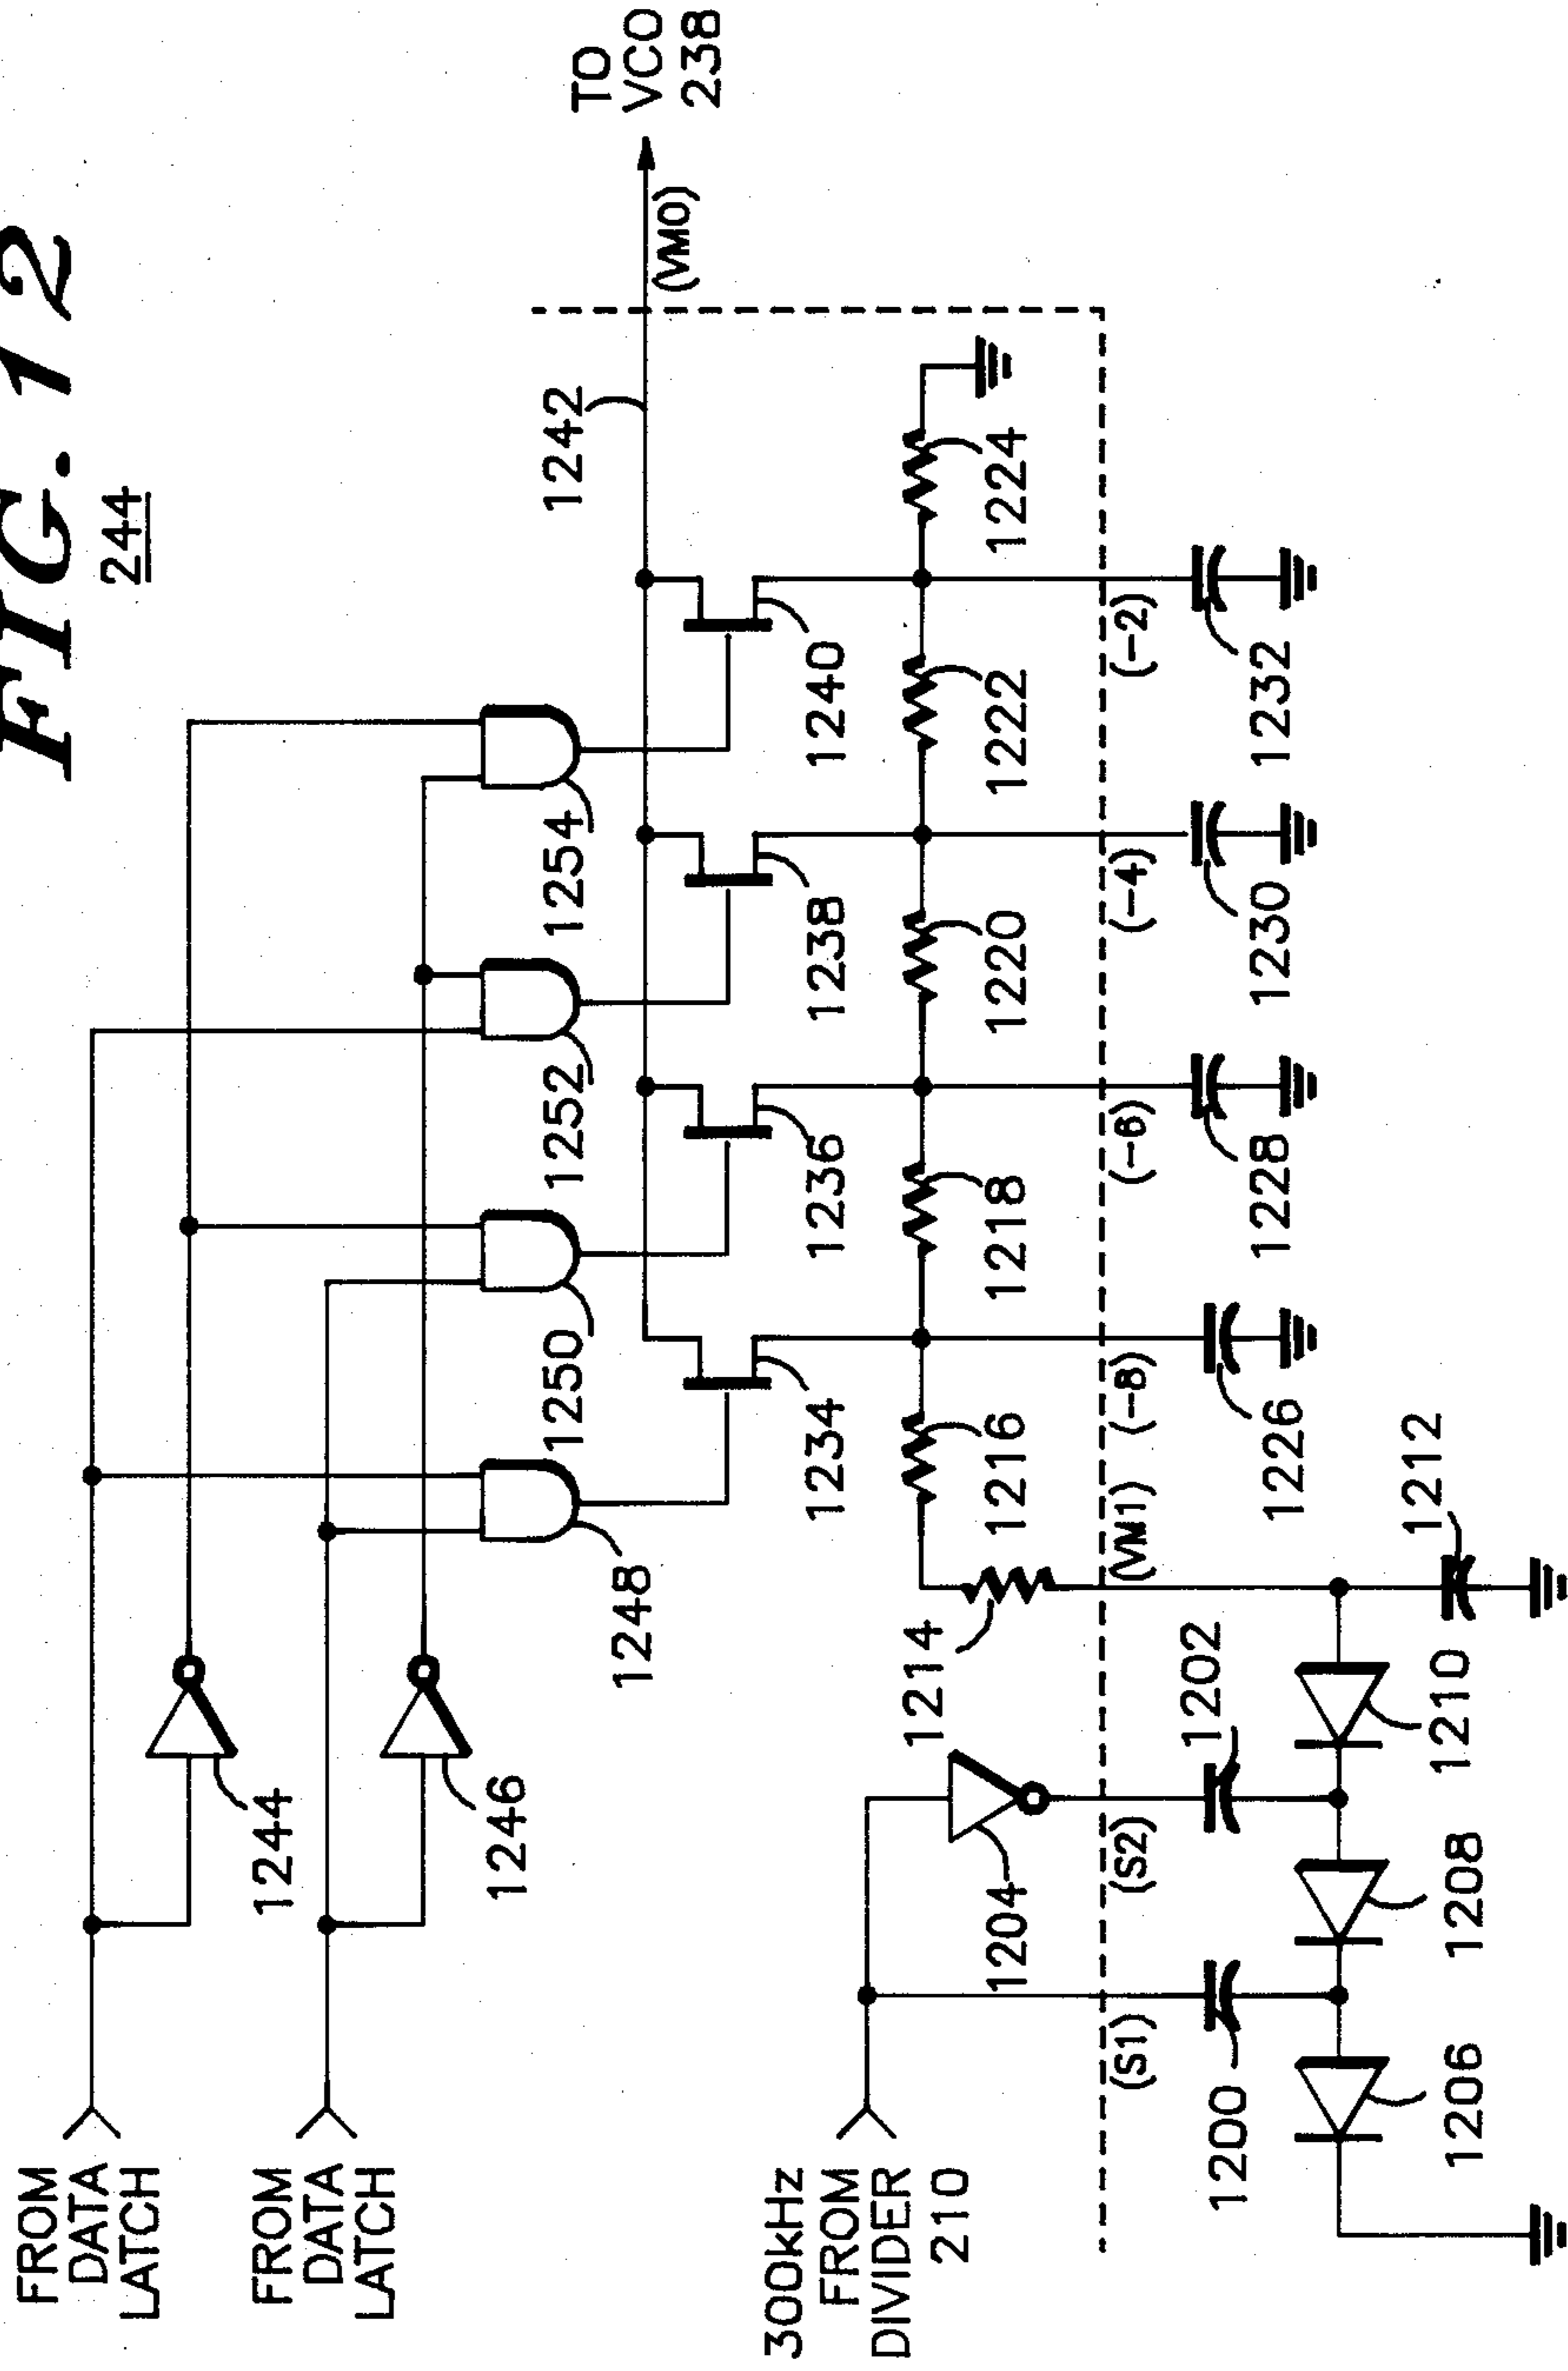 FIG. 12
244
FROM
DATA
LATCH
FROM
DATA
LATCH
1244
1246
1248
1250
1252
1254
1242
TO
VCO
238
(VMO)
1234
1236
1238
1240
1214
1216
1218
1220
1222
1224
300kHz
FROM
DIVIDER
210
1204
(S1)
(S2)
(VM1)
(-8)
(-6)
(-4)
(-2)
1200
1202
1226
1228
1230
1232
1206
1208
1210
1212